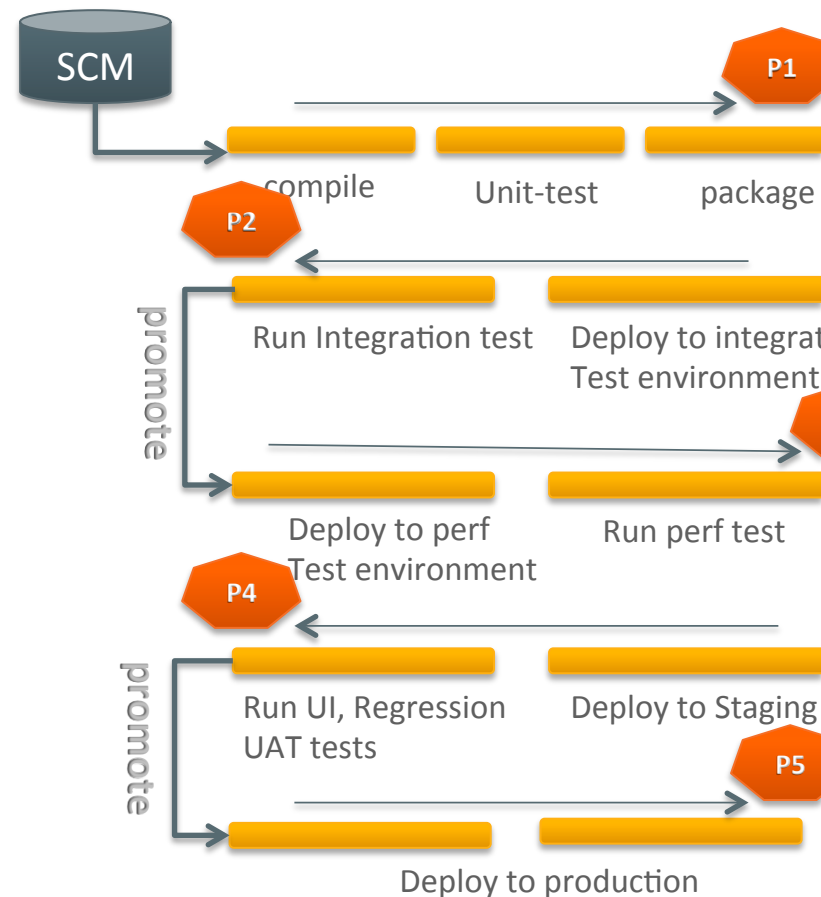 SCM
P1
compile
Unit-test
package
P2
promote
Run Integration test
Deploy to integrat
Test environment
Deploy to perf
Test environment
Run perf test
P4
promote
Run UI, Regression
UAT tests
Deploy to Staging
P5
Deploy to production